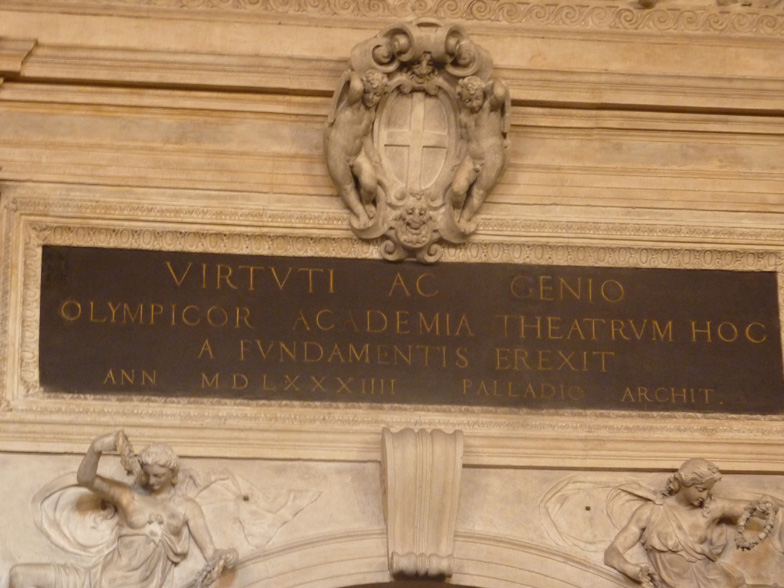 VIRTVTI AC GENIO
OLYMPICOR ACADEMIA THEATRVM HOC
A FVNDAMENTIS EREXIT
ANN MDLXXXIIII PALLADIO ARCHIT.